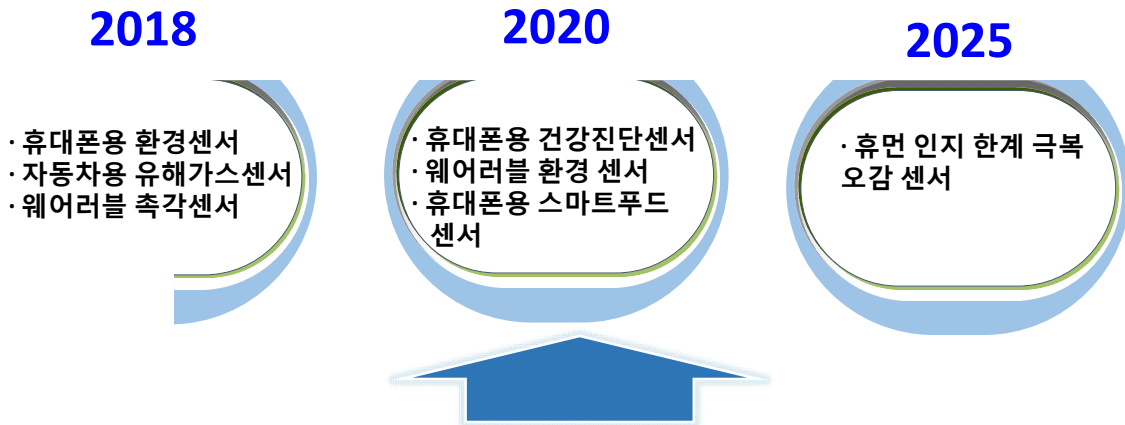 2018
· 휴대폰용 환경센서
· 자동차용 유해가스센서
· 웨어러블 촉각센서
2020
· 휴대폰용 건강진단센서
· 웨어러블 환경 센서
· 휴대폰용 스마트푸드
센서
2025
· 휴먼 인지 한계 극복
오감 센서